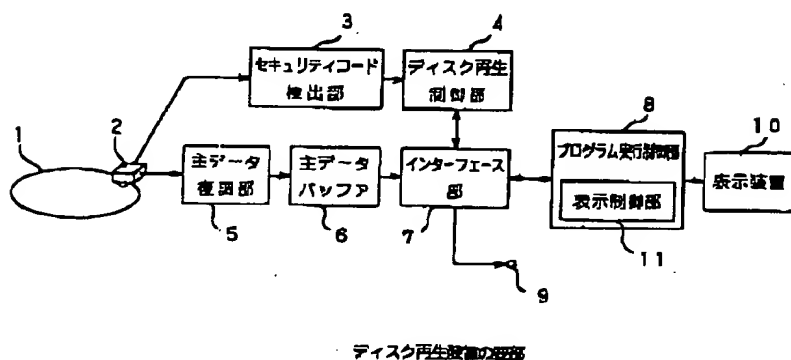 3
4
セキュリティコード
検出部
ディスク再生
制御部
8
10
1
2
主データ
復調部
主データ
バッファ
インターフェース
部
プログラム実行制御部
表示制御部
表示装置
5
6
7
11
9
ディスク再生装置の要部